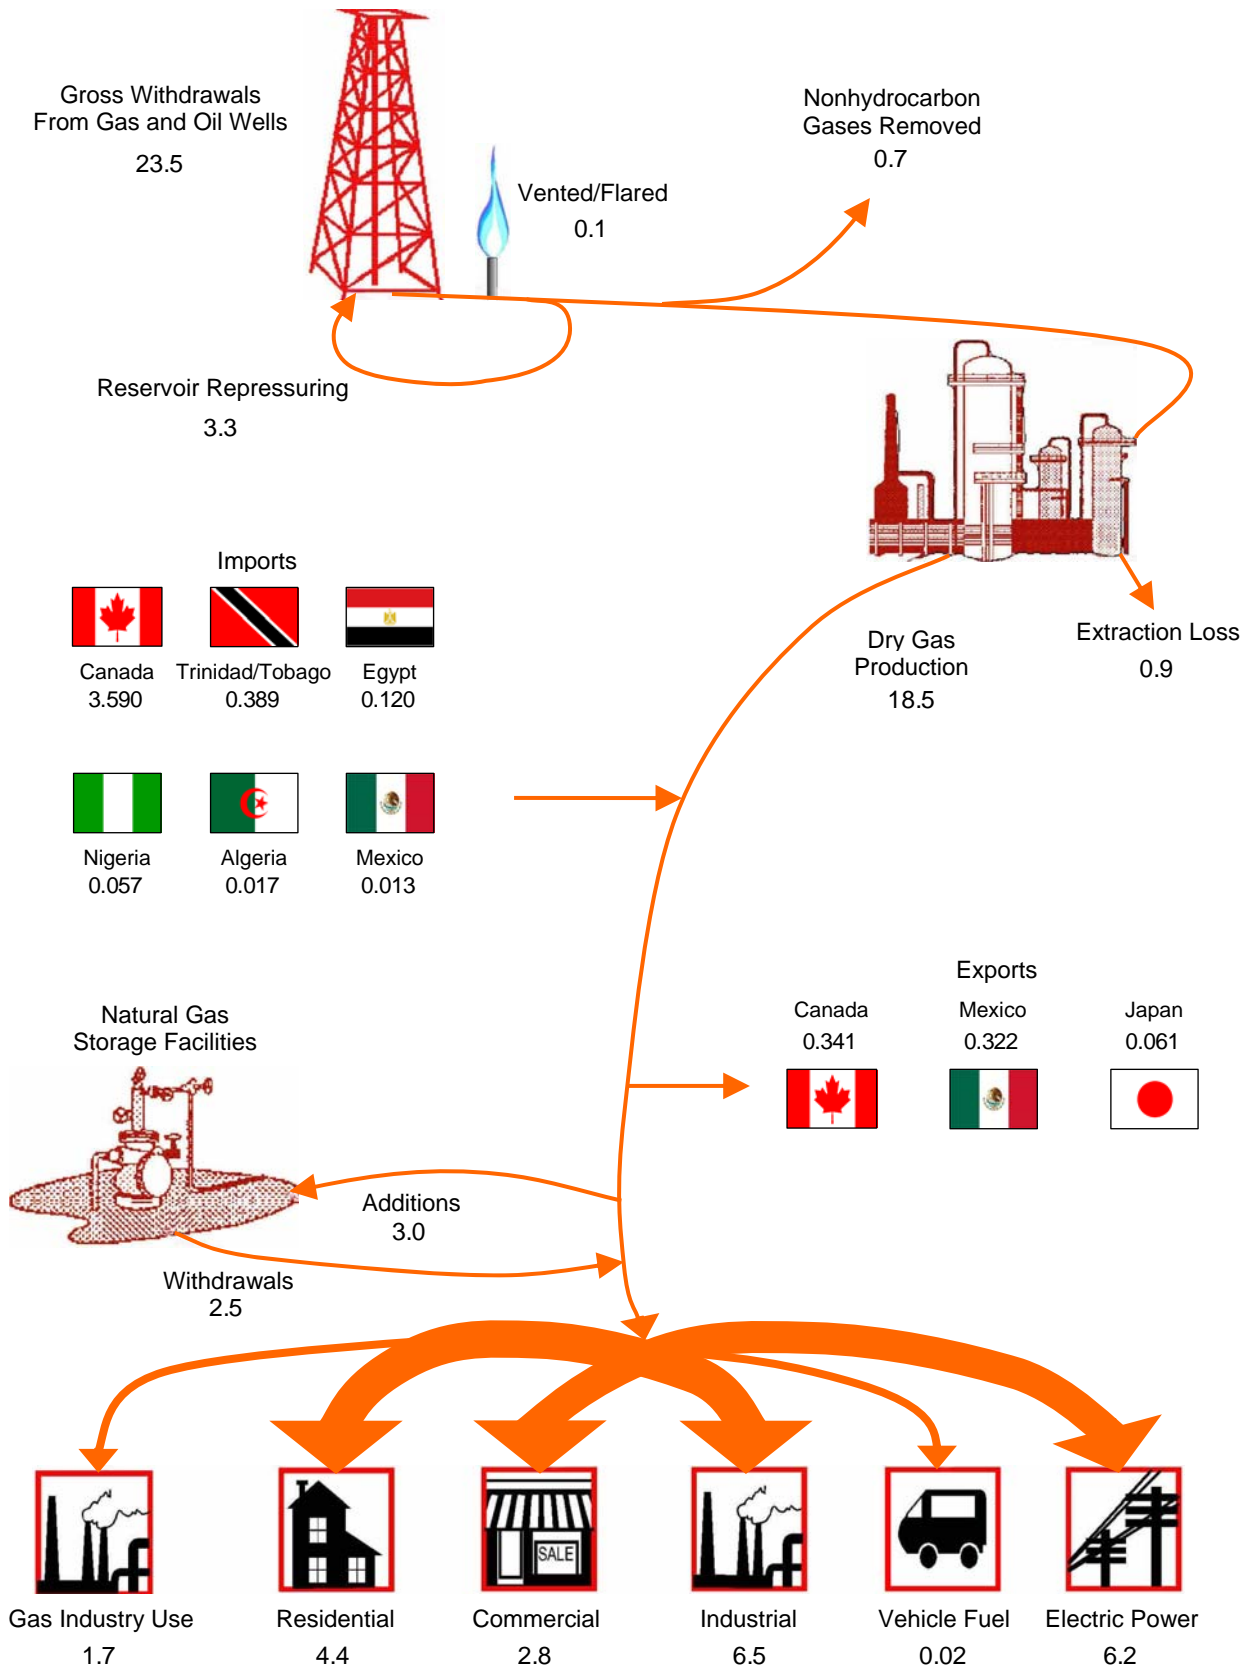 Gross Withdrawals
From Gas and Oil Wells
23.5
Vented/Flared
0.1
Nonhydrocarbon
Gases Removed
0.7
Reservoir Repressuring
3.3
Imports
Canada
3.590
Trinidad/Tobago
0.389
Egypt
0.120
Dry Gas
Production
18.5
Extraction Loss
0.9
Nigeria
0.057
Algeria
0.017
Mexico
0.013
Exports
Canada
0.341
Mexico
0.322
Japan
0.061
Natural Gas
Storage Facilities
Additions
3.0
Withdrawals
2.5
SALE
Gas Industry Use
1.7
Residential
4.4
Commercial
2.8
Industrial
6.5
Vehicle Fuel
0.02
Electric Power
6.2